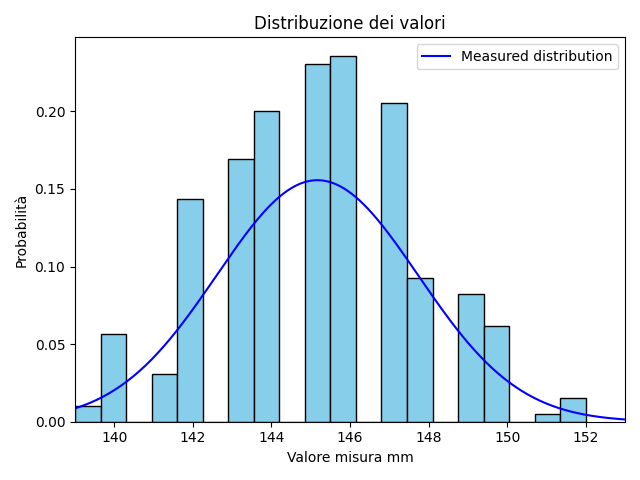 Distribuzione dei valori
Measured distribution
Probabilità
0.20
0.15
0.10
0.05
0.00
140 142 144 146 148 150 152
Valore misura mm